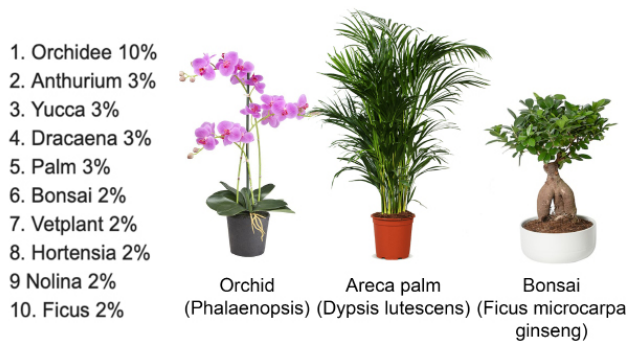 1. Orchidee 10%
2. Anthurium 3%
3. Yucca 3%
4. Dracaena 3%
5. Palm 3%
6. Bonsai 2%
7. Vetplant 2%
8. Hortensia 2%
9 Nolina 2%
10. Ficus 2%
Orchid
(Phalaenopsis)
Areca palm
(Dypsis lutescens)
Bonsai
(Ficus microcarpa
ginseng)